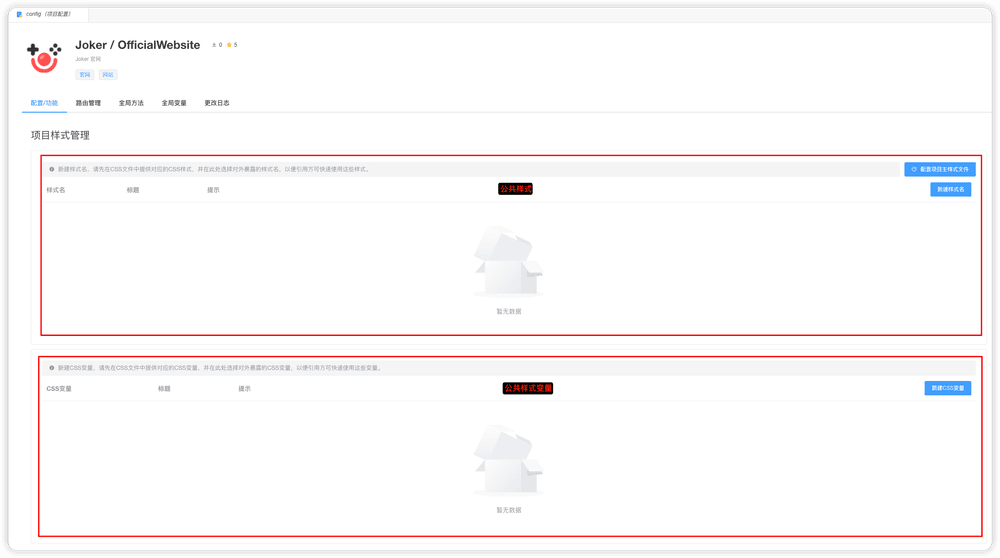 config（项目配置）
Joker / OfficialWebsite 0 5
Joker 官网
官网 网站
配置/功能 路由管理 全局方法 全局变量 更改日志
项目样式管理
新建样式名，请先在CSS文件中提供对应的CSS样式，并在此处选择对外暴露的样式名，以便引用方可快速使用这些样式。 配置项目主样式文件
样式名 标题 提示 公共样式 新建样式名
暂无数据
新建CSS变量，请先在CSS文件中提供对应的CSS变量，并在此处选择对外暴露的CSS变量，以便引用方可快速使用这些变量。
CSS变量 标题 提示 公共样式变量 新建CSS变量
暂无数据